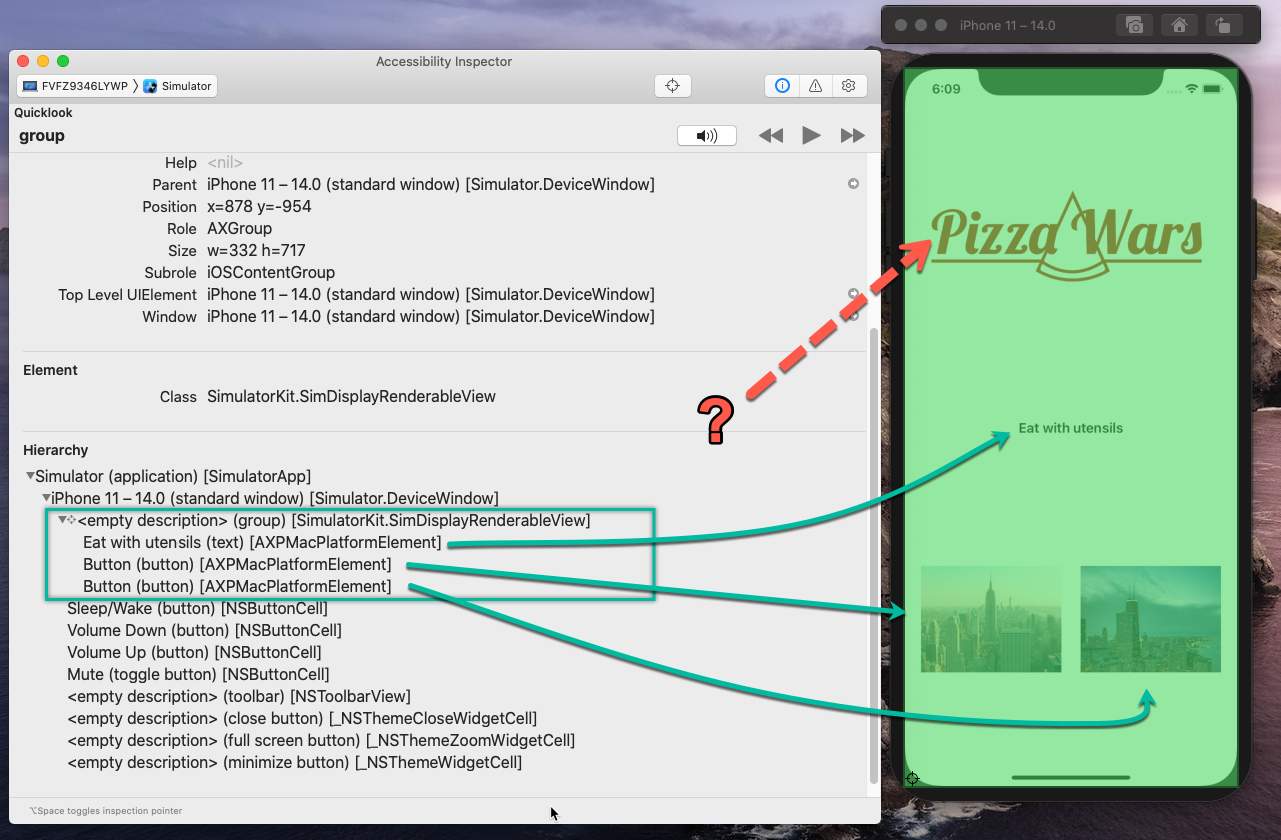 iPhone 11 – 14.0
Accessibility Inspector
FVFZ9346LYWP 〉 Simulator
Quicklook
group
Help <nil>
Parent iPhone 11 – 14.0 (standard window) [Simulator.DeviceWindow]
Position x=878 y=-954
Role AXGroup
Size w=332 h=717
Subrole iOSContentGroup
Top Level UIElement iPhone 11 – 14.0 (standard window) [Simulator.DeviceWindow]
Window iPhone 11 – 14.0 (standard window) [Simulator.DeviceWindow]
Element
Class SimulatorKit.SimDisplayRenderableView
Hierarchy
Simulator (application) [SimulatorApp]
iPhone 11 – 14.0 (standard window) [Simulator.DeviceWindow]
<empty description> (group) [SimulatorKit.SimDisplayRenderableView]
Eat with utensils (text) [AXPMacPlatformElement]
Button (button) [AXPMacPlatformElement]
Button (button) [AXPMacPlatformElement]
Sleep/Wake (button) [NSButtonCell]
Volume Down (button) [NSButtonCell]
Volume Up (button) [NSButtonCell]
Mute (toggle button) [NSButtonCell]
<empty description> (toolbar) [NSToolbarView]
<empty description> (close button) [_NSThemeCloseWidgetCell]
<empty description> (full screen button) [_NSThemeZoomWidgetCell]
<empty description> (minimize button) [_NSThemeWidgetCell]
⌥Space toggles inspection pointer
?
6:09
Pizza Wars
Eat with utensils